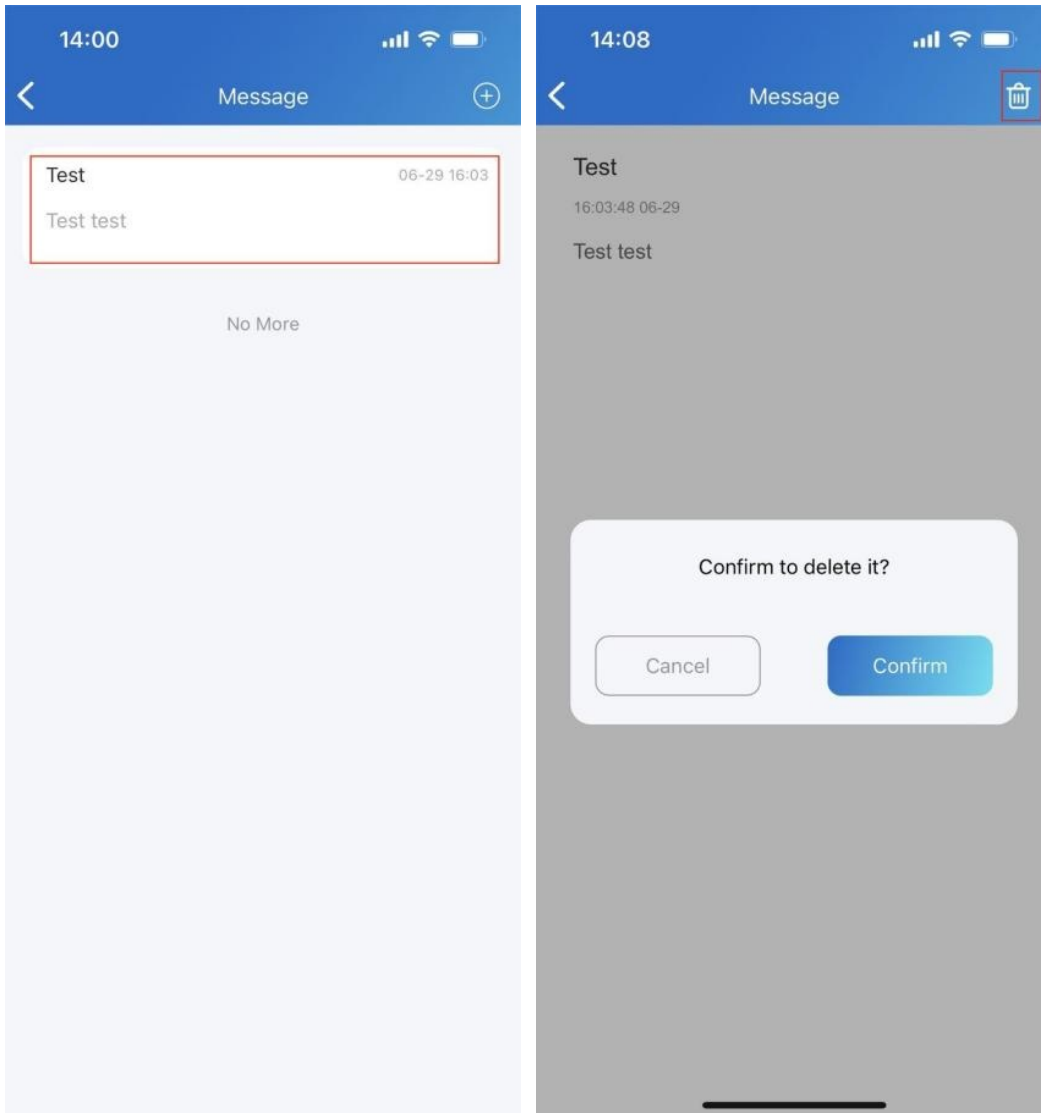 14:00
Message
Test 06-29 16:03
Test test
No More
14:08
Message
Test
16:03:48 06-29
Test test
Confirm to delete it?
Cancel Confirm